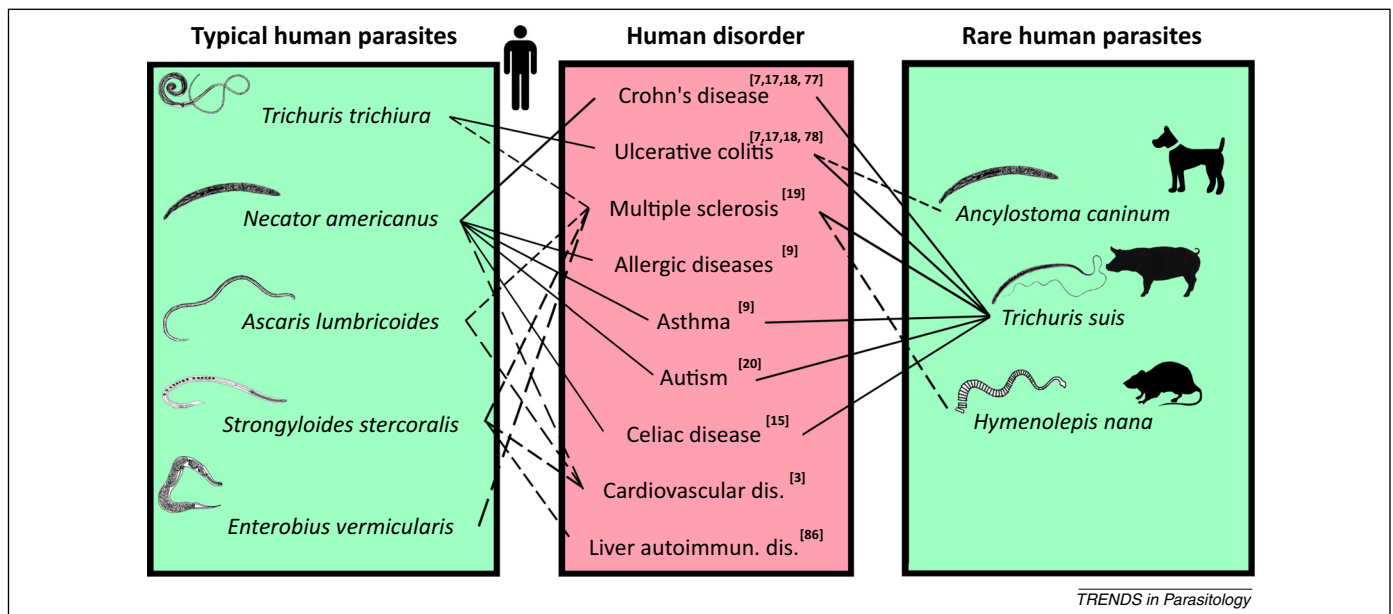 Typical human parasites
Human disorder
Rare human parasites
Trichuris trichiura
Necator americanus
Ascaris lumbricoides
Strongyloides stercoralis
Enterobius vermicularis
Crohn's disease [7,17,18, 77]
Ulcerative colitis [7,17,18, 78]
Multiple sclerosis [19]
Allergic diseases [9]
Asthma [9]
Autism [20]
Celiac disease [15]
Cardiovascular dis. [3]
Liver autoimmun. dis. [86]
Ancylostoma caninum
Trichuris suis
Hymenolepis nana
TRENDS in Parasitology